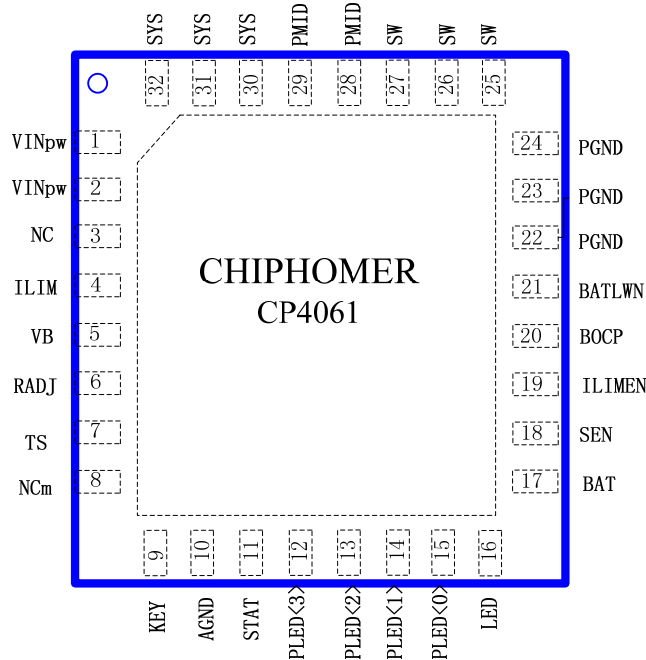 SYS SYS SYS PMID PMID SW SW SW
32 31 30 29 28 27 26 25
VINpw 1
VINpw 2
NC 3
ILIM 4
VB 5
RADJ 6
TS 7
NCm 8
CHIPHOMER
CP4061
24 PGND
23 PGND
22 PGND
21 BATLWN
20 BOCP
19 ILIMEN
18 SEN
17 BAT
9 10 11 12 13 14 15 16
KEY AGND STAT PLED<3> PLED<2> PLED<1> PLED<0> LED